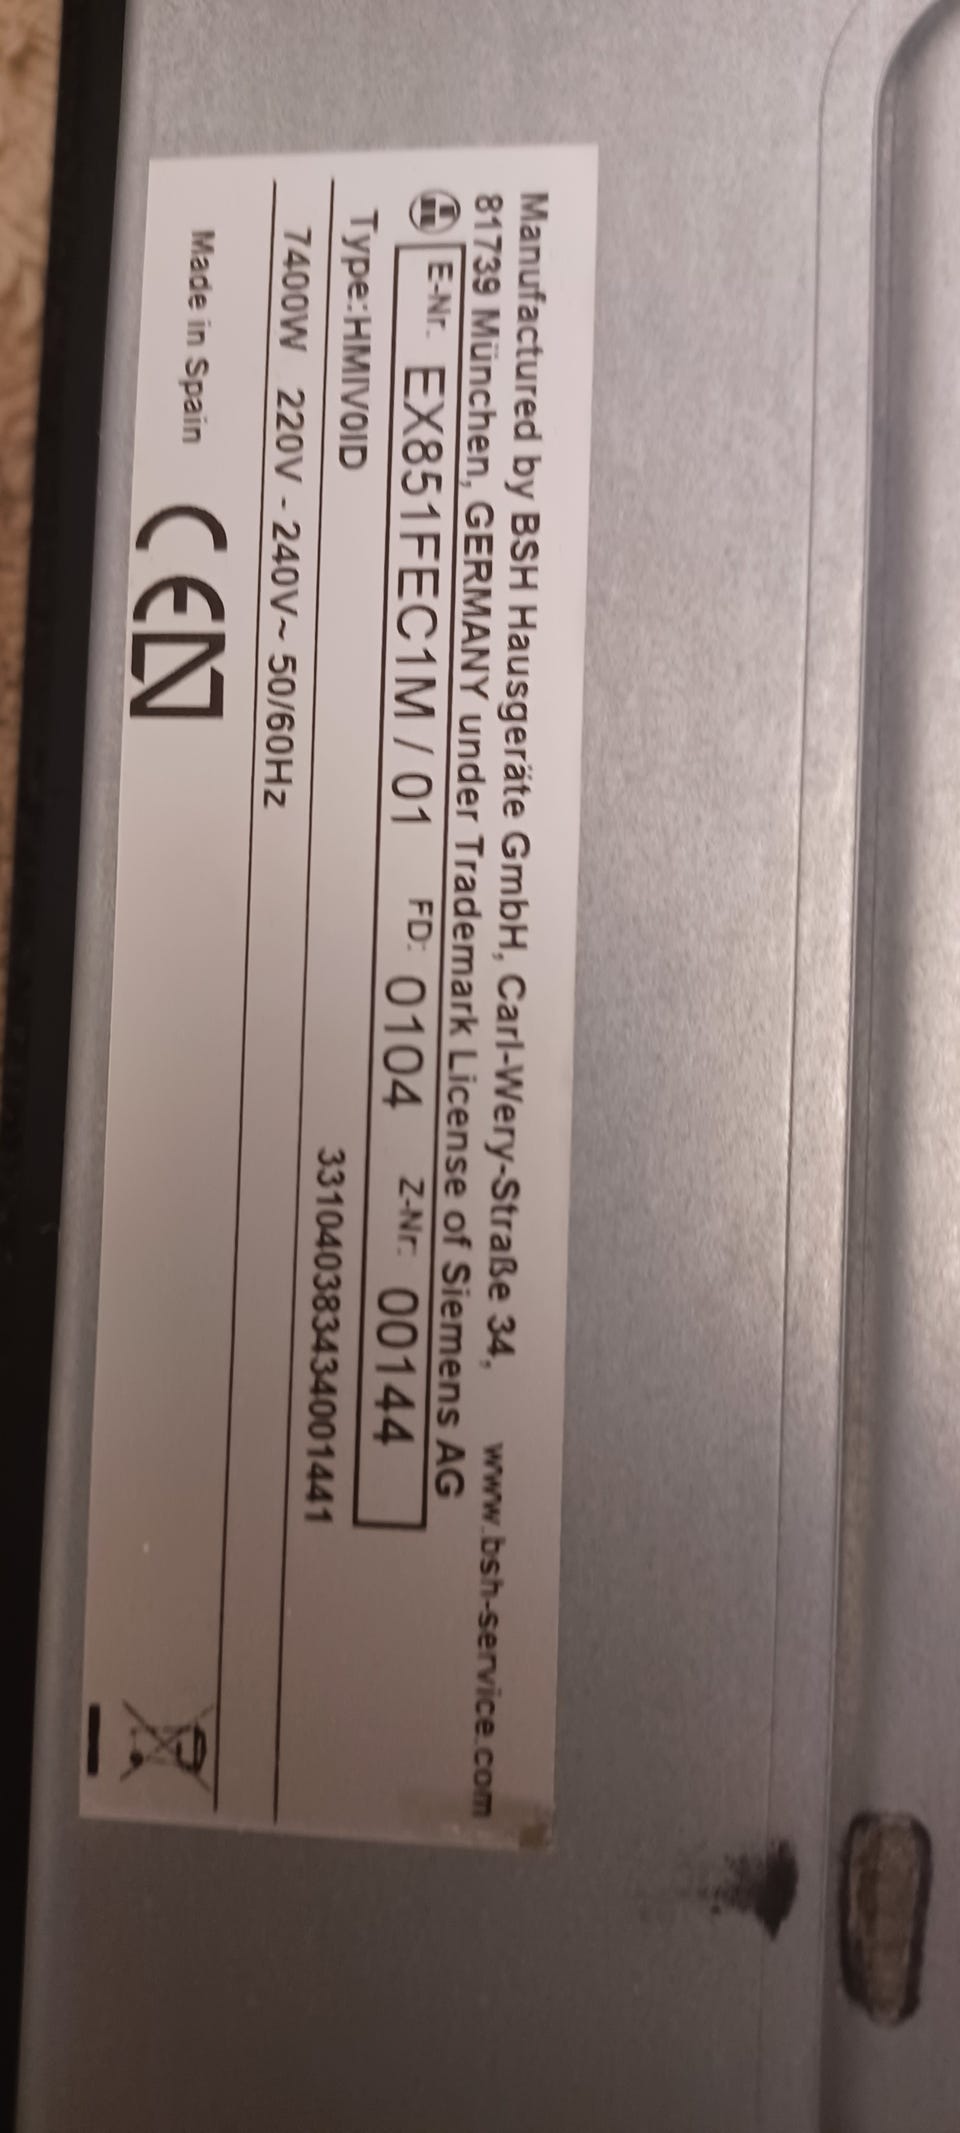 Manufactured by BSH Hausgeräte GmbH, Carl-Wery-Straße 34, www.bsh-service.com
81739 München, GERMANY under Trademark License of Siemens AG
E-Nr. EX851FEC1M / 01 FD: 0104 Z-Nr: 00144
Type:HMIV0ID 331040383434001441
7400W 220V - 240V~ 50/60Hz
Made in Spain CE